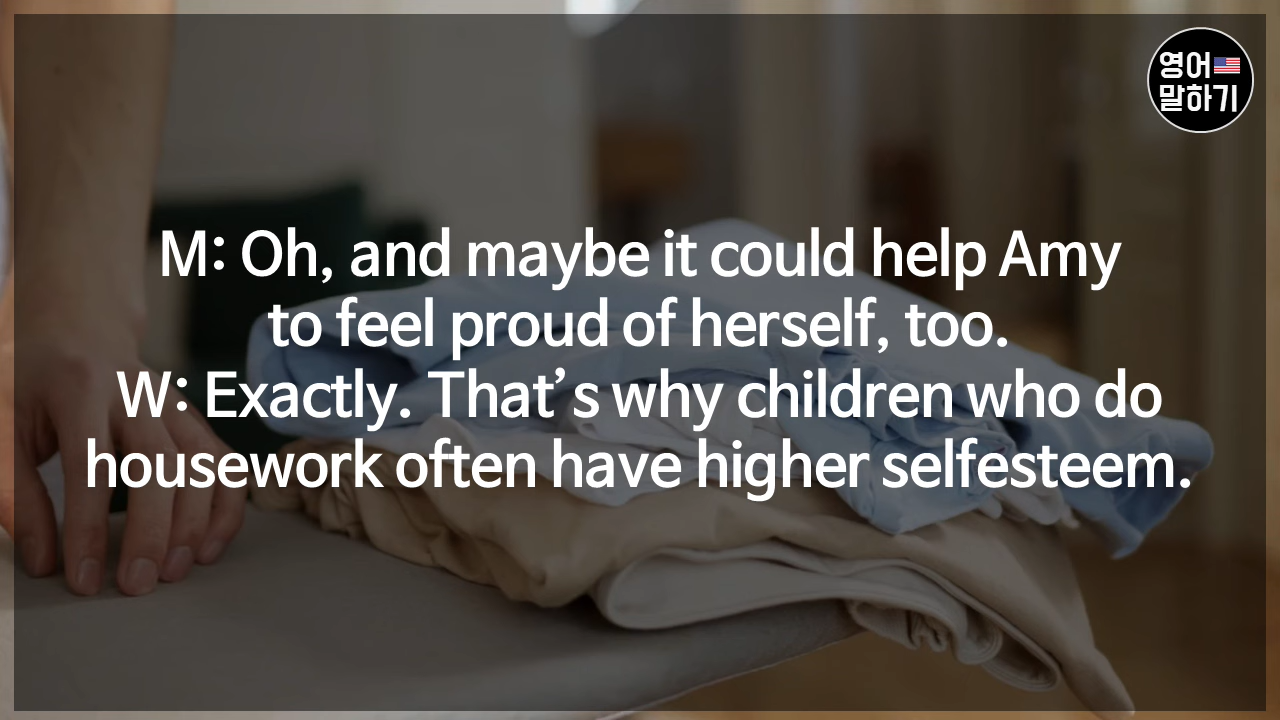 영어
말하기
M: Oh, and maybe it could help Amy
to feel proud of herself, too.
W: Exactly. That’s why children who do
housework often have higher selfesteem.